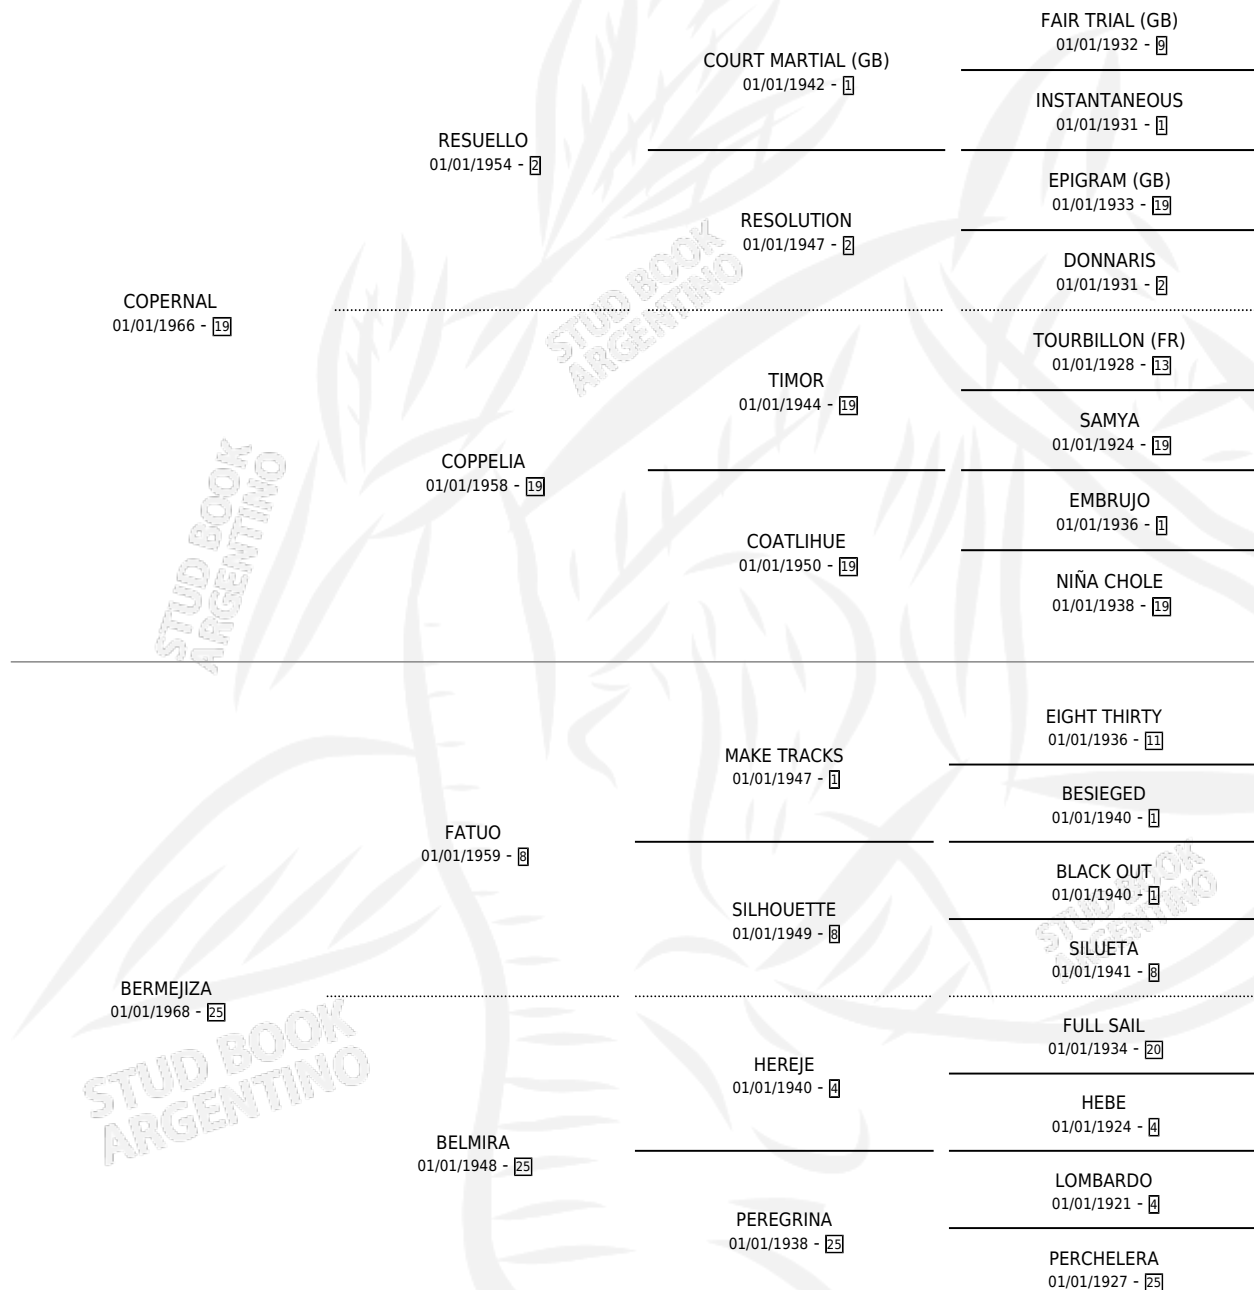 FAIR TRIAL (GB)
01/01/1932 - 9
COURT MARTIAL (GB)
01/01/1942 - 1
INSTANTANEOUS
01/01/1931 - 1
RESUELLO
01/01/1954 - 2
EPIGRAM (GB)
01/01/1933 - 19
RESOLUTION
01/01/1947 - 2
DONNARIS
01/01/1931 - 2
COPERNAL
01/01/1966 - 19
TOURBILLON (FR)
01/01/1928 - 13
TIMOR
01/01/1944 - 19
SAMYA
01/01/1924 - 19
COPPELIA
01/01/1958 - 19
EMBRUJO
01/01/1936 - 1
COATLIHUE
01/01/1950 - 19
NIÑA CHOLE
01/01/1938 - 19
EIGHT THIRTY
01/01/1936 - 11
MAKE TRACKS
01/01/1947 - 1
BESIEGED
01/01/1940 - 1
FATUO
01/01/1959 - 8
BLACK OUT
01/01/1940 - 1
SILHOUETTE
01/01/1949 - 8
SILUETA
01/01/1941 - 8
BERMEJIZA
01/01/1968 - 25
FULL SAIL
01/01/1934 - 20
HEREJE
01/01/1940 - 4
HEBE
01/01/1924 - 4
BELMIRA
01/01/1948 - 25
LOMBARDO
01/01/1921 - 4
PEREGRINA
01/01/1938 - 25
PERCHELERA
01/01/1927 - 25
STUD BOOK
ARGENTINO
STUD BOOK
ARGENTINO
STUD BOOK
ARGENTINO
STUD BOOK
ARGENTINO